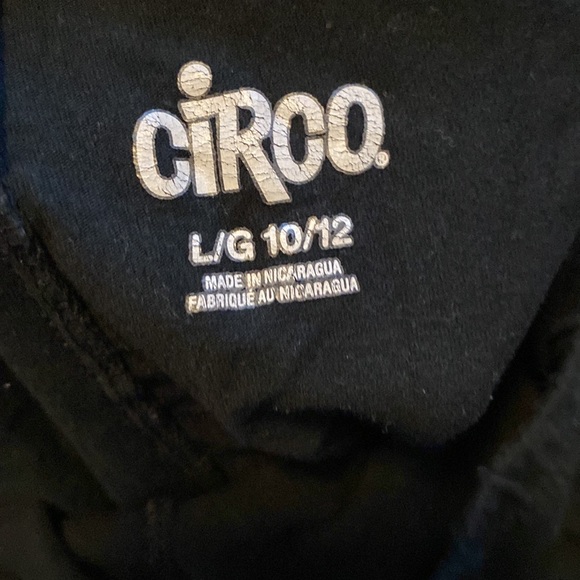 CiRCO®
L/G 10/12
MADE IN NICARAGUA
FABRIQUÉ AU NICARAGUA